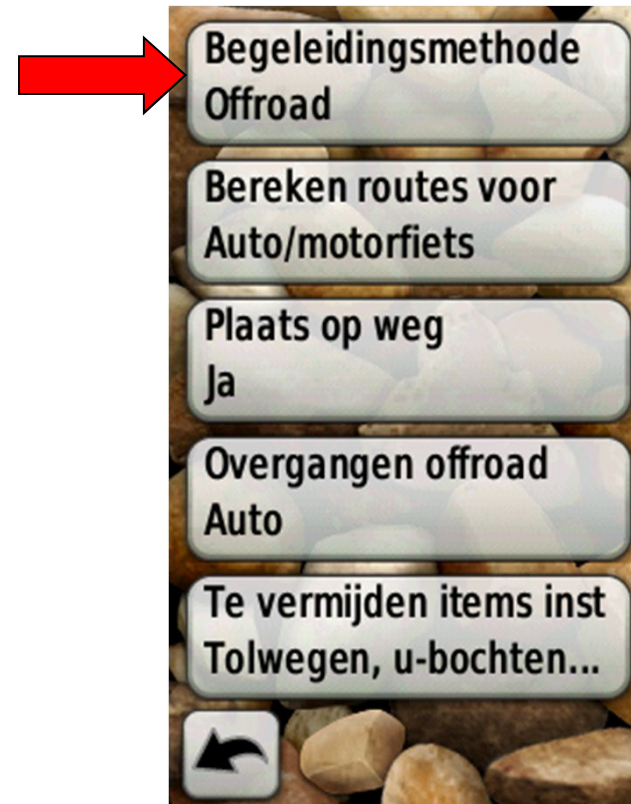 Begeleidingsmethode
Offroad
Bereken routes voor
Auto/motorfiets
Plaats op weg
Ja
Overgangen offroad
Auto
Te vermijden items inst
Tolwegen, u-bochten...